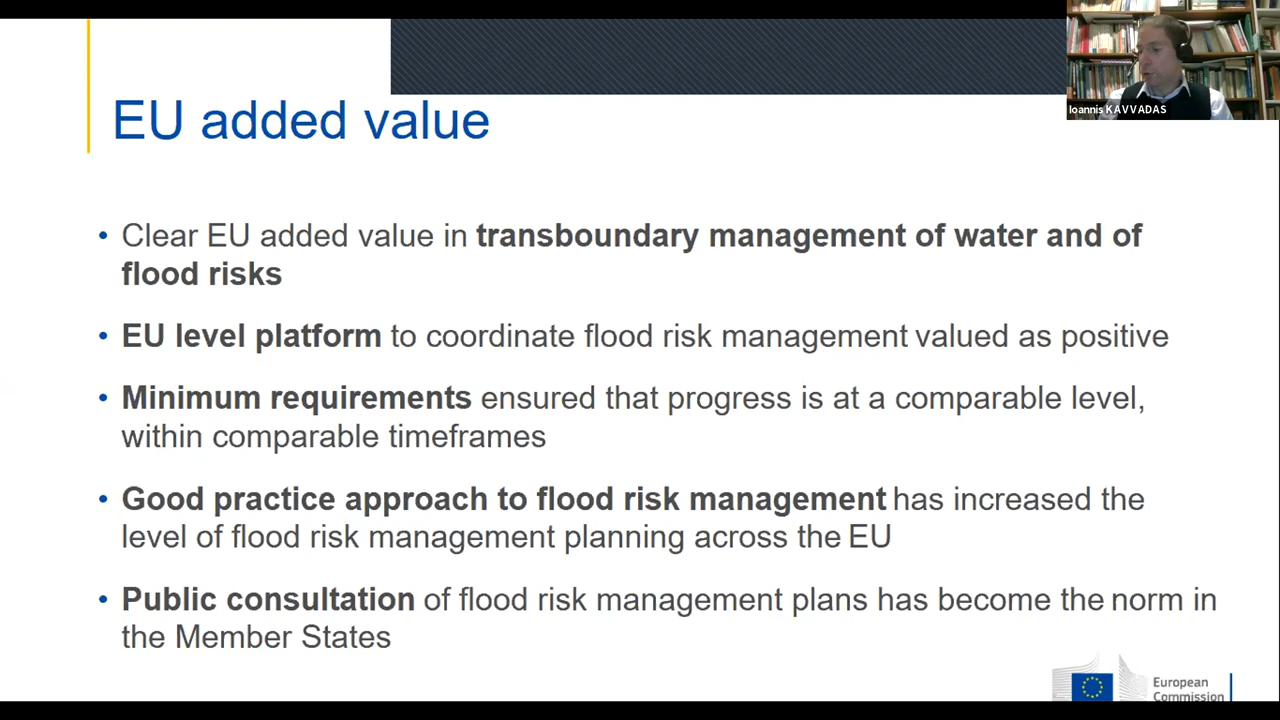 Ioannis KAVVADAS
EU added value
• Clear EU added value in transboundary management of water and of
flood risks
• EU level platform to coordinate flood risk management valued as positive
• Minimum requirements ensured that progress is at a comparable level,
within comparable timeframes
• Good practice approach to flood risk management has increased the
level of flood risk management planning across the EU
• Public consultation of flood risk management plans has become the norm in
the Member States
European
Commission